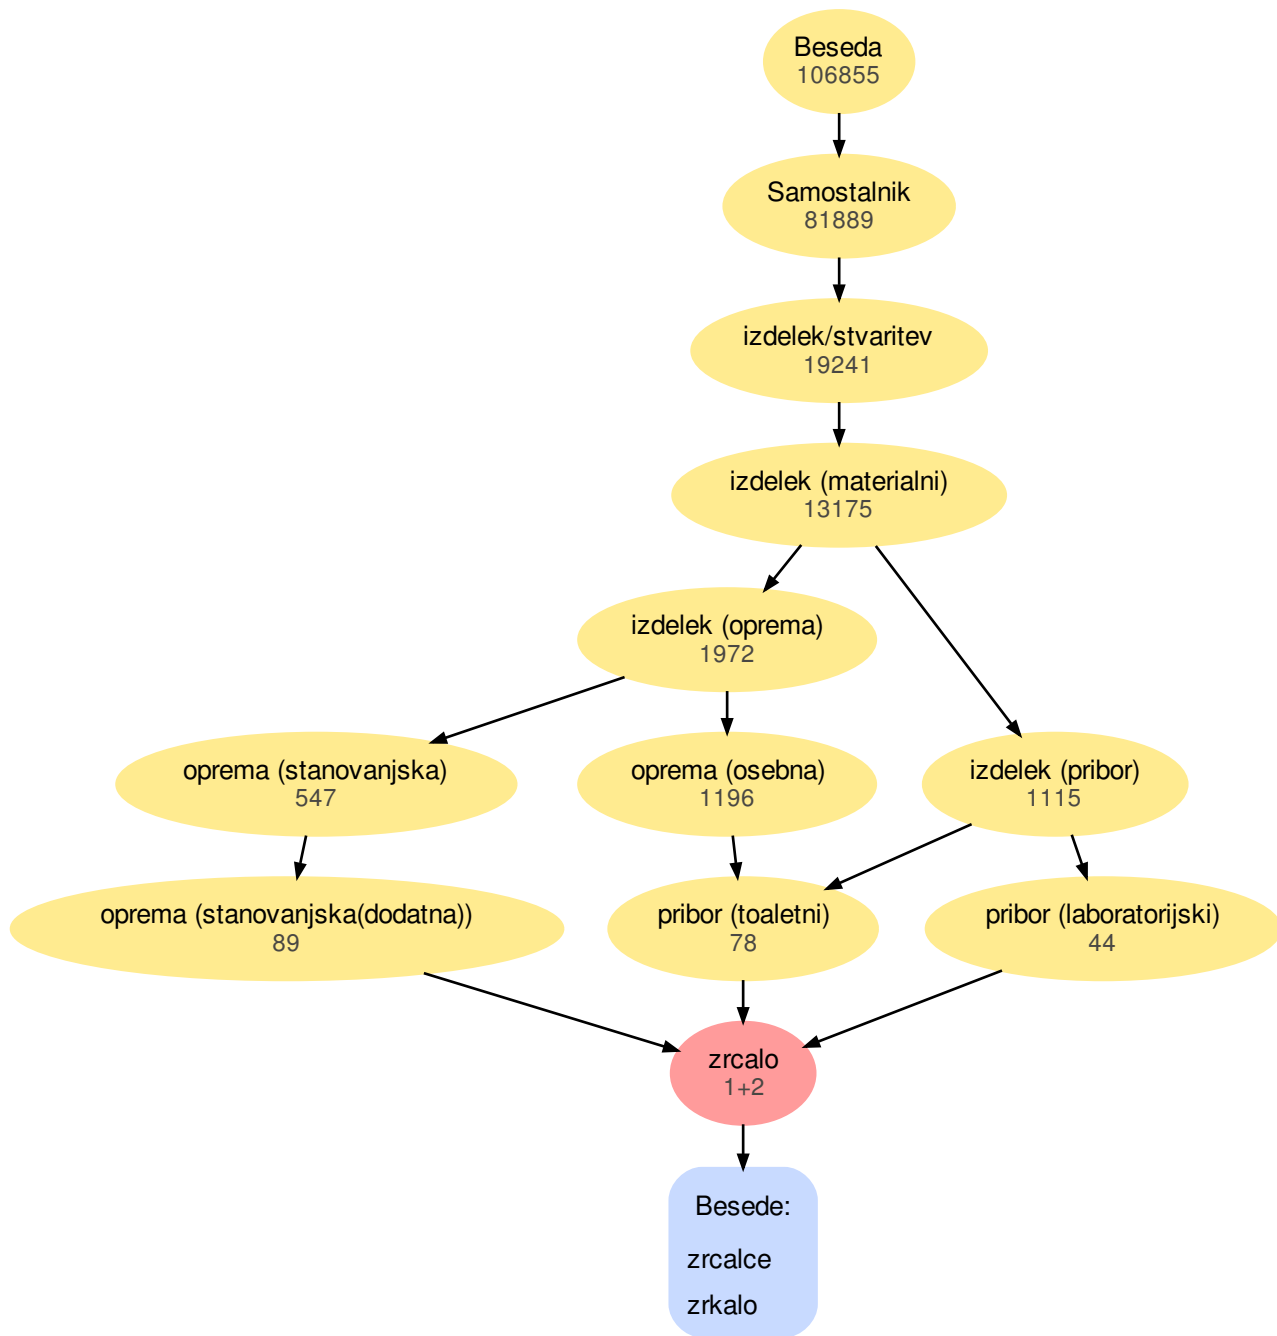 Beseda
106855
Samostalnik
81889
izdelek/stvaritev
19241
izdelek (materialni)
13175
izdelek (oprema)
1972
oprema (stanovanjska)
547
oprema (osebna)
1196
izdelek (pribor)
1115
oprema (stanovanjska(dodatna))
89
pribor (toaletni)
78
pribor (laboratorijski)
44
zrcalo
1+2
Besede:
zrcalce
zrkalo